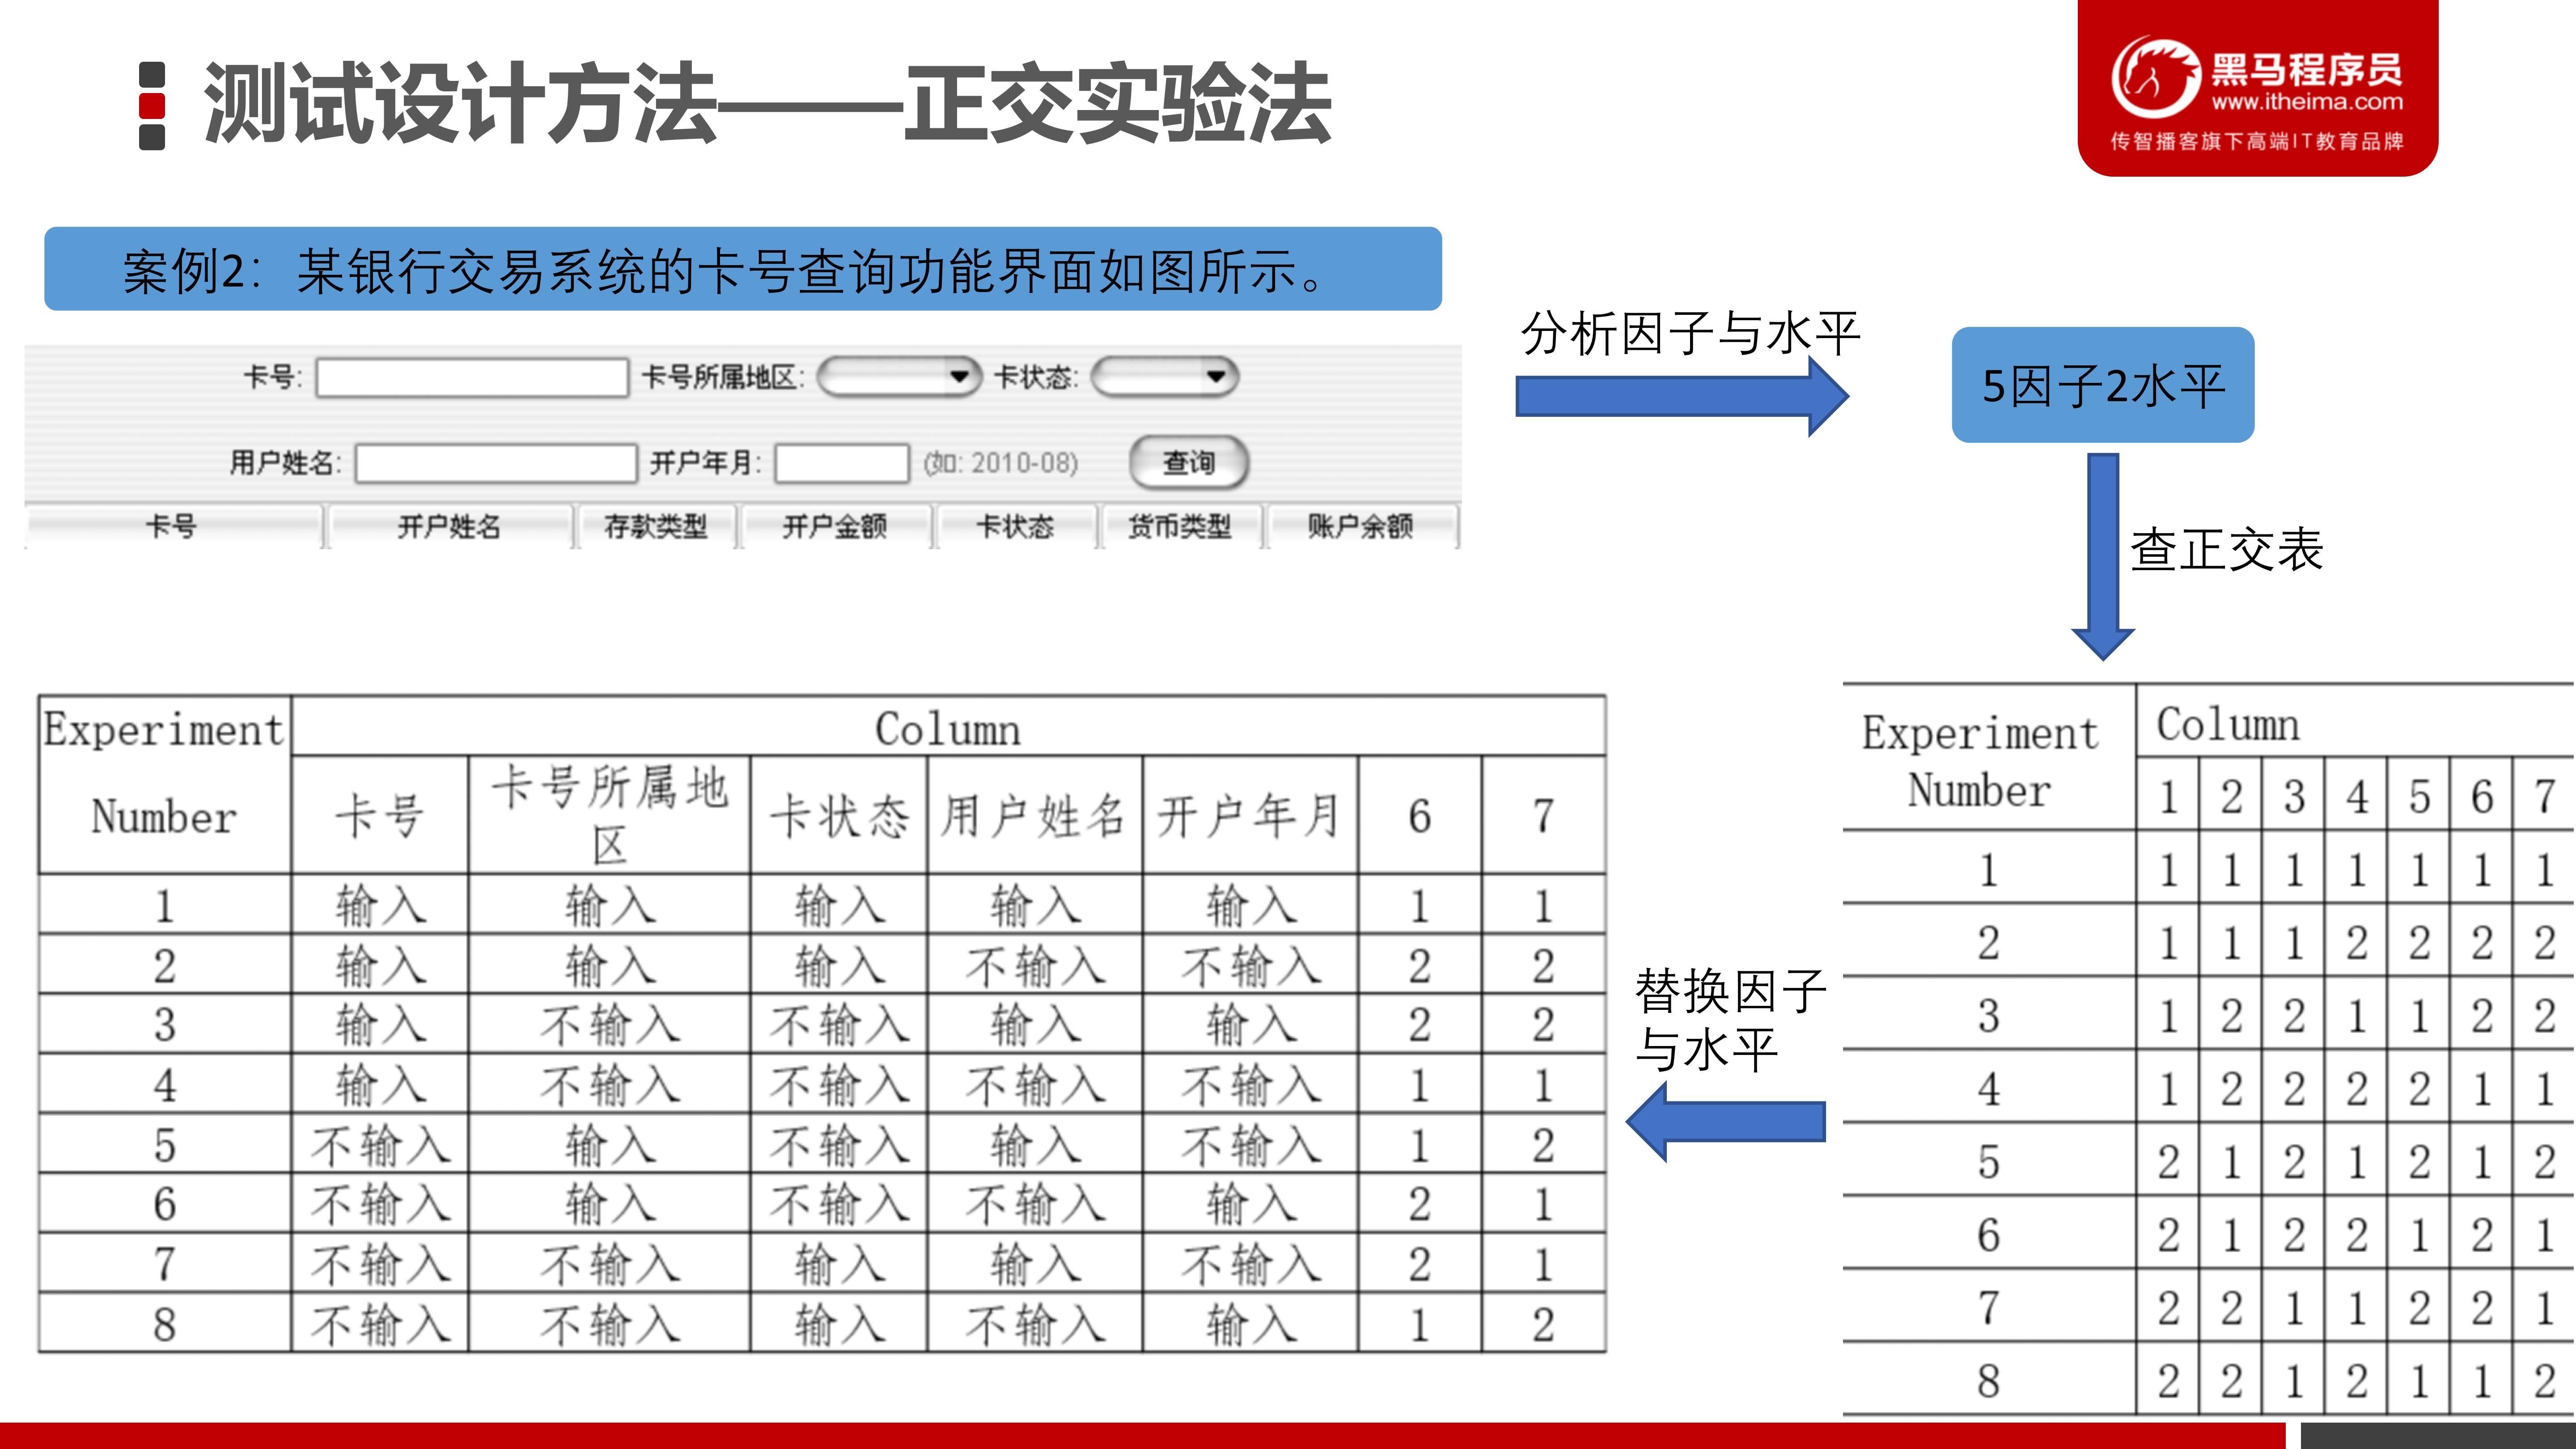 测试设计方法——正交实验法
黑马程序员
www.itheima.com
传智播客旗下高端IT教育品牌
案例2：某银行交易系统的卡号查询功能界面如图所示。
卡号: 卡号所属地区: 卡状态:
用户姓名: 开户年月: (如: 2010-08) 查询
卡号 开户姓名 存款类型 开户金额 卡状态 货币类型 账户余额
分析因子与水平
5因子2水平
查正交表
Experiment Number Column
1 2 3 4 5 6 7
1 1 1 1 1 1 1 1
2 1 1 1 2 2 2 2
3 1 2 2 1 1 2 2
4 1 2 2 2 2 1 1
5 2 1 2 1 2 1 2
6 2 1 2 2 1 2 1
7 2 2 1 1 2 2 1
8 2 2 1 2 1 1 2
替换因子
与水平
Experiment Number Column
卡号 卡号所属地区 卡状态 用户姓名 开户年月 6 7
1 输入 输入 输入 输入 输入 1 1
2 输入 输入 输入 不输入 不输入 2 2
3 输入 不输入 不输入 输入 输入 2 2
4 输入 不输入 不输入 不输入 不输入 1 1
5 不输入 输入 不输入 输入 不输入 1 2
6 不输入 输入 不输入 不输入 输入 2 1
7 不输入 不输入 输入 输入 不输入 2 1
8 不输入 不输入 输入 不输入 输入 1 2